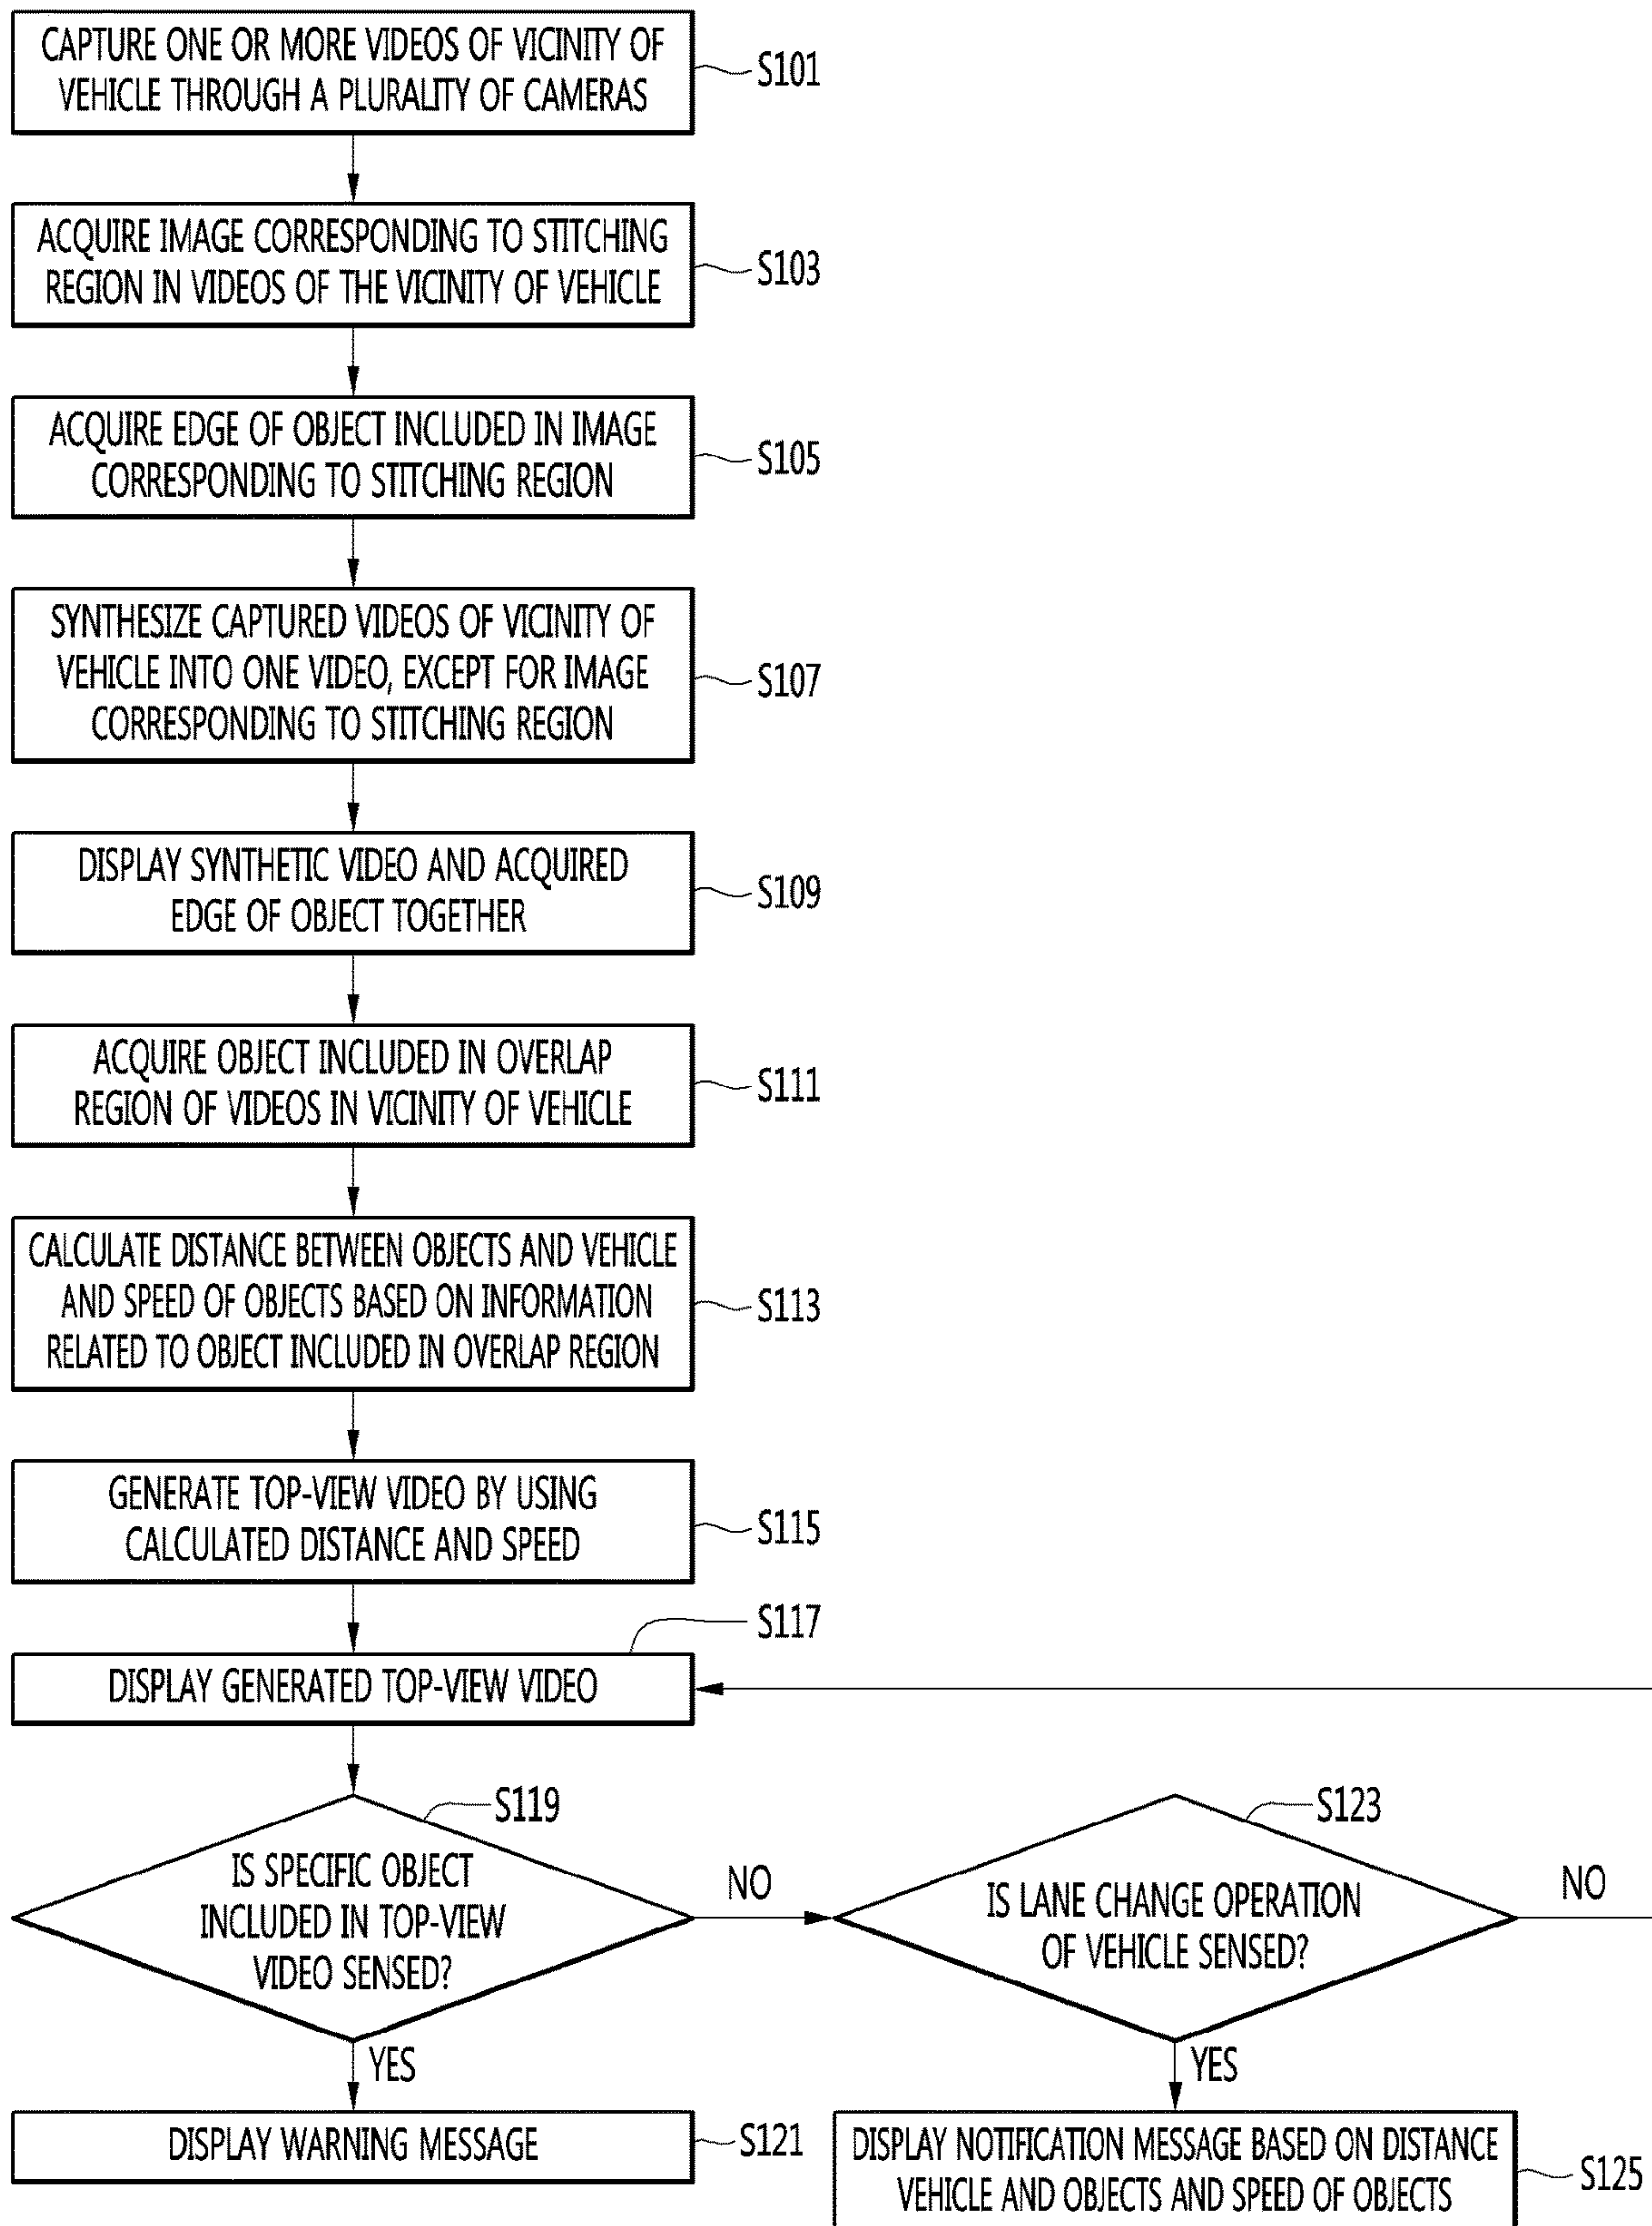 CAPTURE ONE OR MORE VIDEOS OF VICINITY OF
VEHICLE THROUGH A PLURALITY OF CAMERAS
S101
ACQUIRE IMAGE CORRESPONDING TO STITCHING
REGION IN VIDEOS OF THE VICINITY OF VEHICLE
S103
ACQUIRE EDGE OF OBJECT INCLUDED IN IMAGE
CORRESPONDING TO STITCHING REGION
S105
SYNTHESIZE CAPTURED VIDEOS OF VICINITY OF
VEHICLE INTO ONE VIDEO, EXCEPT FOR IMAGE
CORRESPONDING TO STITCHING REGION
S107
DISPLAY SYNTHETIC VIDEO AND ACQUIRED
EDGE OF OBJECT TOGETHER
S109
ACQUIRE OBJECT INCLUDED IN OVERLAP
REGION OF VIDEOS IN VICINITY OF VEHICLE
S111
CALCULATE DISTANCE BETWEEN OBJECTS AND VEHICLE
AND SPEED OF OBJECTS BASED ON INFORMATION
RELATED TO OBJECT INCLUDED IN OVERLAP REGION
S113
GENERATE TOP-VIEW VIDEO BY USING
CALCULATED DISTANCE AND SPEED
S115
S117
DISPLAY GENERATED TOP-VIEW VIDEO
S119
IS SPECIFIC OBJECT
INCLUDED IN TOP-VIEW
VIDEO SENSED?
NO
S123
IS LANE CHANGE OPERATION
OF VEHICLE SENSED?
NO
YES
YES
DISPLAY WARNING MESSAGE
S121
DISPLAY NOTIFICATION MESSAGE BASED ON DISTANCE
VEHICLE AND OBJECTS AND SPEED OF OBJECTS
S125